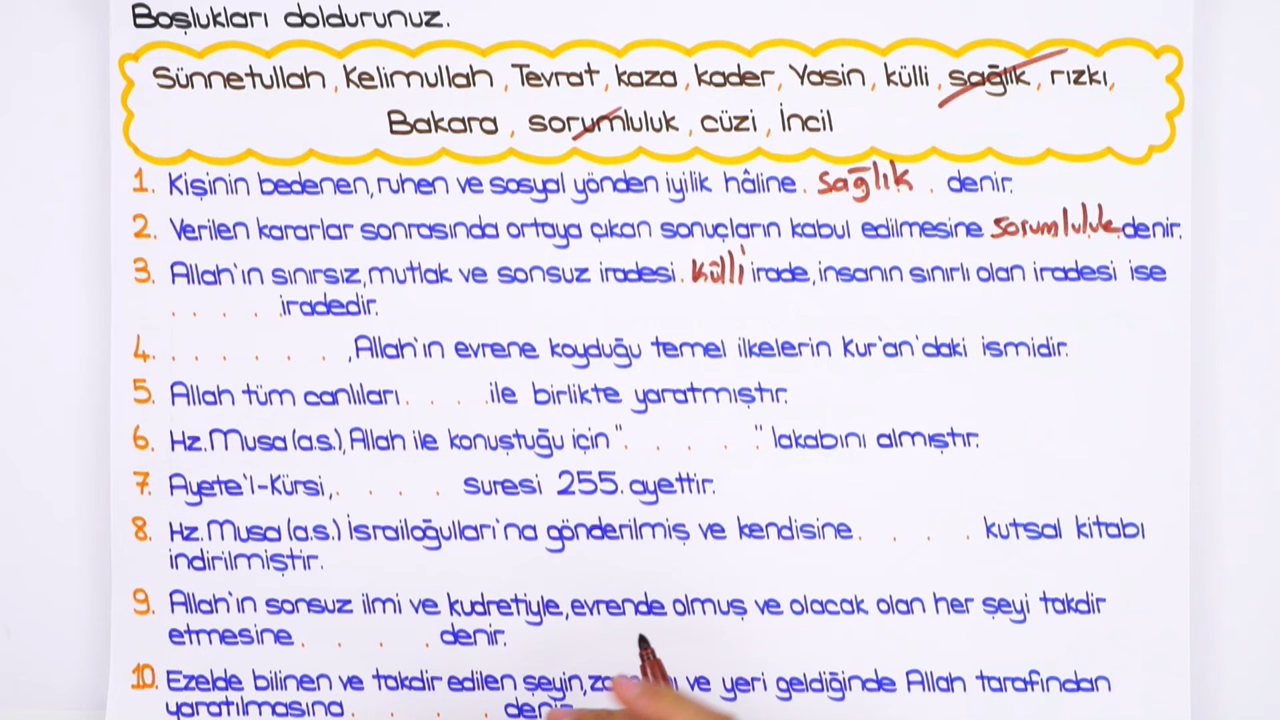 Boşlukları doldurunuz.
Sünnetullah, Kelimullah, Tevrat, kaza, kader, Yasin, külli, sağlık, rızkı,
Bakara, sorumluluk, cüzi, İncil
1. Kişinin bedenen, ruhen ve sosyal yönden iyilik hâline. sağlık . denir.
2. Verilen kararlar sonrasında ortaya çıkan sonuçların kabul edilmesine sorumluluk denir.
3. Allah'ın sınırsız, mutlak ve sonsuz iradesi. külli irade, insanın sınırlı olan iradesi ise
. . . . . iradedir.
4. . . . . . . , Allah'ın evrene koyduğu temel ilkelerin Kur'an'daki ismidir.
5. Allah tüm canlıları. . . . . ile birlikte yaratmıştır.
6. Hz. Musa (a.s.), Allah ile konuştuğu için ". . . . ." lakabını almıştır.
7. Ayete'l-Kürsi, . . . . suresi 255. ayettir.
8. Hz. Musa (a.s.) İsrailoğulları'na gönderilmiş ve kendisine. . . . kutsal kitabı
indirilmiştir.
9. Allah'ın sonsuz ilmi ve kudretiyle, evrende olmuş ve olacak olan her şeyi takdir
etmesine. . . . denir.
10. Ezelde bilinen ve takdir edilen şeyin, ve yeri geldiğinde Allah tarafından
yaratılmasına. . . . .